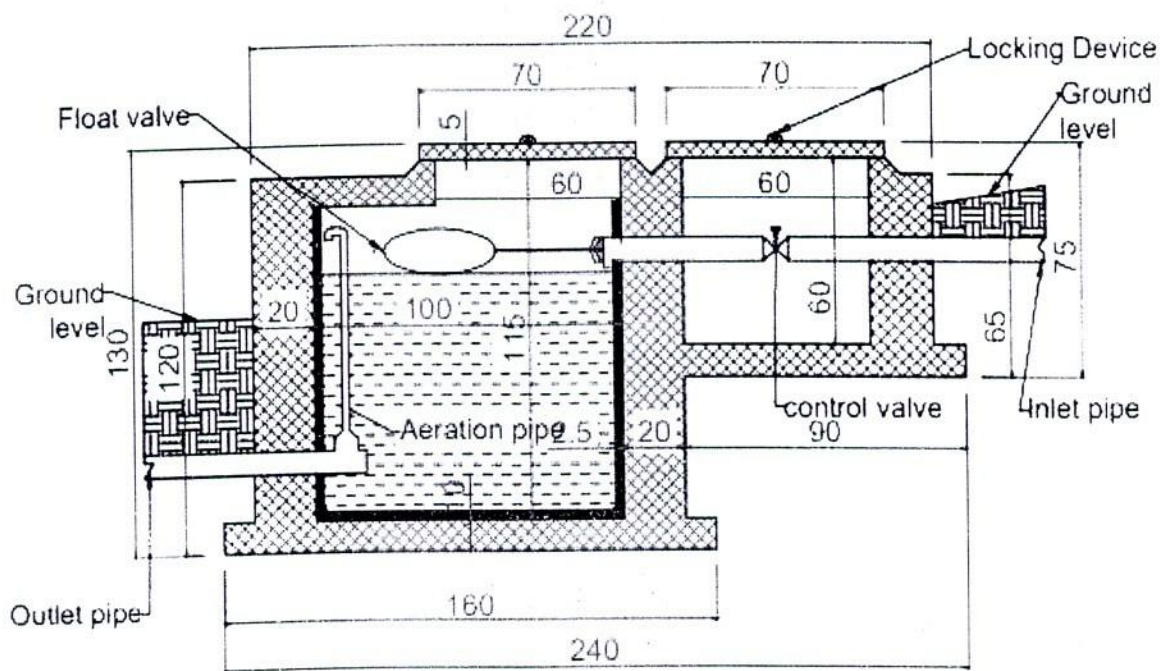 220
Locking Device
70
70
Ground
level
Float valve
5
60
60
Ground
level
20
100
115
60
75
65
130
120
control valve
Inlet pipe
Aeration pipe
2.5
20
90
Outlet pipe
160
240